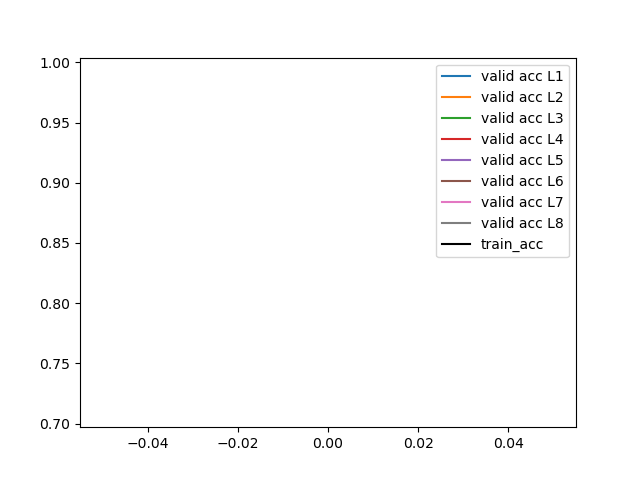 1.00
0.95
0.90
0.85
0.80
0.75
0.70
−0.04
−0.02
0.00
0.02
0.04
valid acc L1
valid acc L2
valid acc L3
valid acc L4
valid acc L5
valid acc L6
valid acc L7
valid acc L8
train_acc